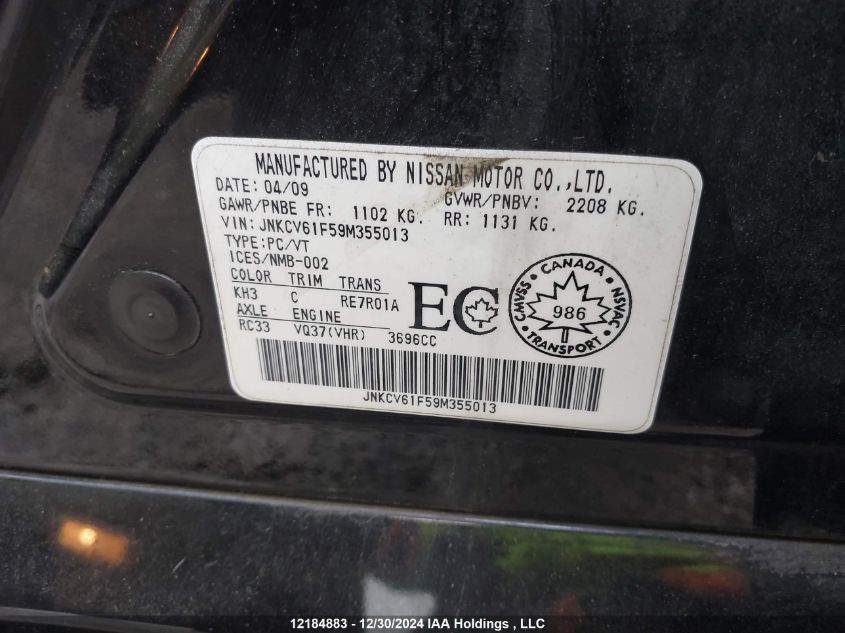 MANUFACTURED BY NISSAN MOTOR CO.,LTD.
DATE: 04/09 GVWR/PNBV: 2208 KG.
GAWR/PNBE FR: 1102 KG. RR: 1131 KG.
VIN: JNKCV61F59M355013
TYPE:PC/VT
ICES/NMB-002
COLOR TRIM TRANS
KH3 C RE7R01A
AXLE ENGINE
RC33 VQ37(VHR) 3696CC
EC
CMVSS • CANADA • NSVAC
986
TRANSPORT
JNKCV61F59M355013
12184883 - 12/30/2024 IAA Holdings , LLC